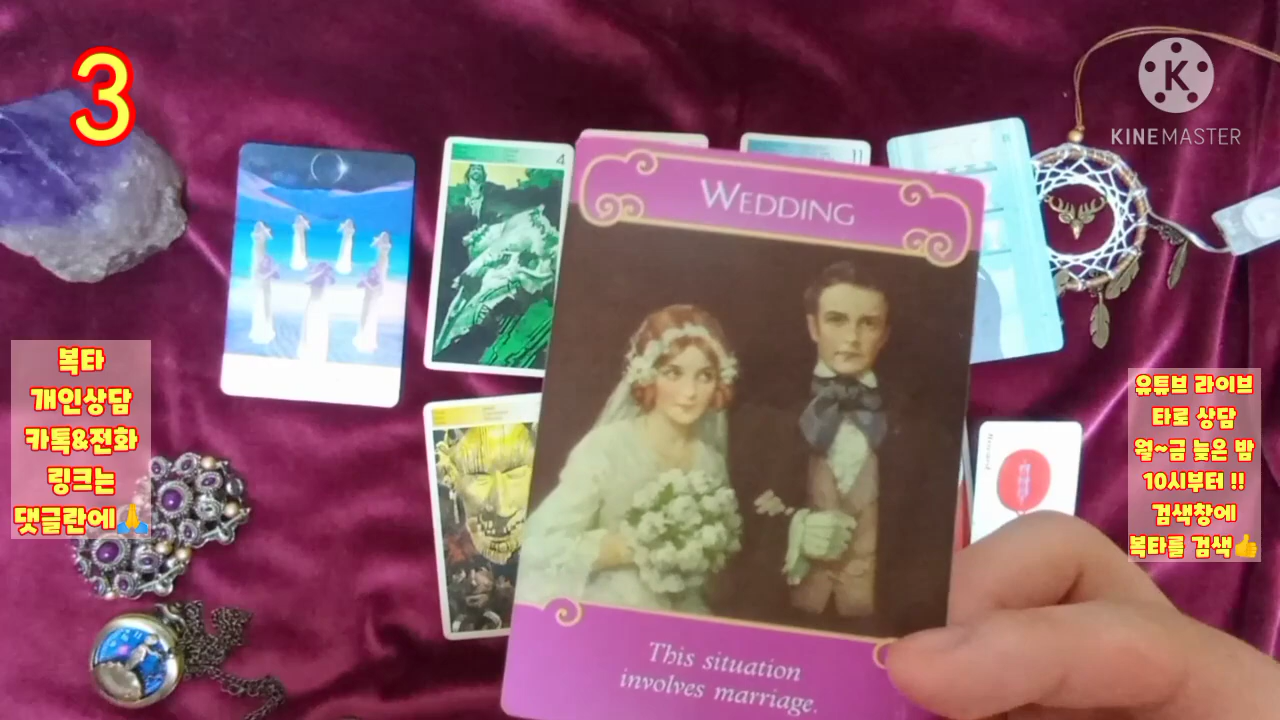 3
KINEMASTER
4
11
WEDDING
This situation
involves marriage.
복타
개인상담
카톡&전화
링크는
댓글란에🙏
유튜브 라이브
타로 상담
월~금 늦은 밤
10시부터 !!
검색창에
복타를 검색👍